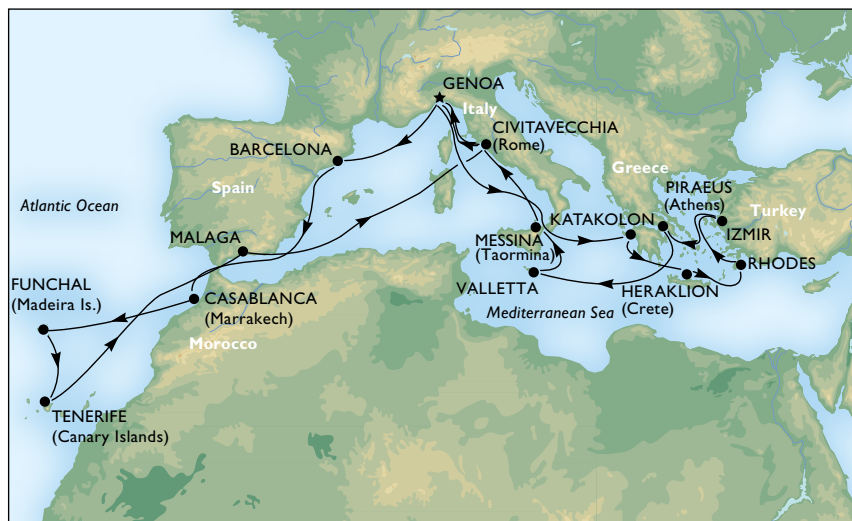 GENOA
Italy
CIVITAVECCHIA
(Rome)
BARCELONA
Greece
Spain
PIRAEUS
(Athens)
Turkey
Atlantic Ocean
KATAKOLON
IZMIR
MALAGA
MESSINA
(Taormina)
RHODES
FUNCHAL
(Madeira Is.)
VALLETTA
HERAKLION
(Crete)
CASABLANCA
(Marrakech)
Mediterranean Sea
Morocco
TENERIFE
(Canary Islands)